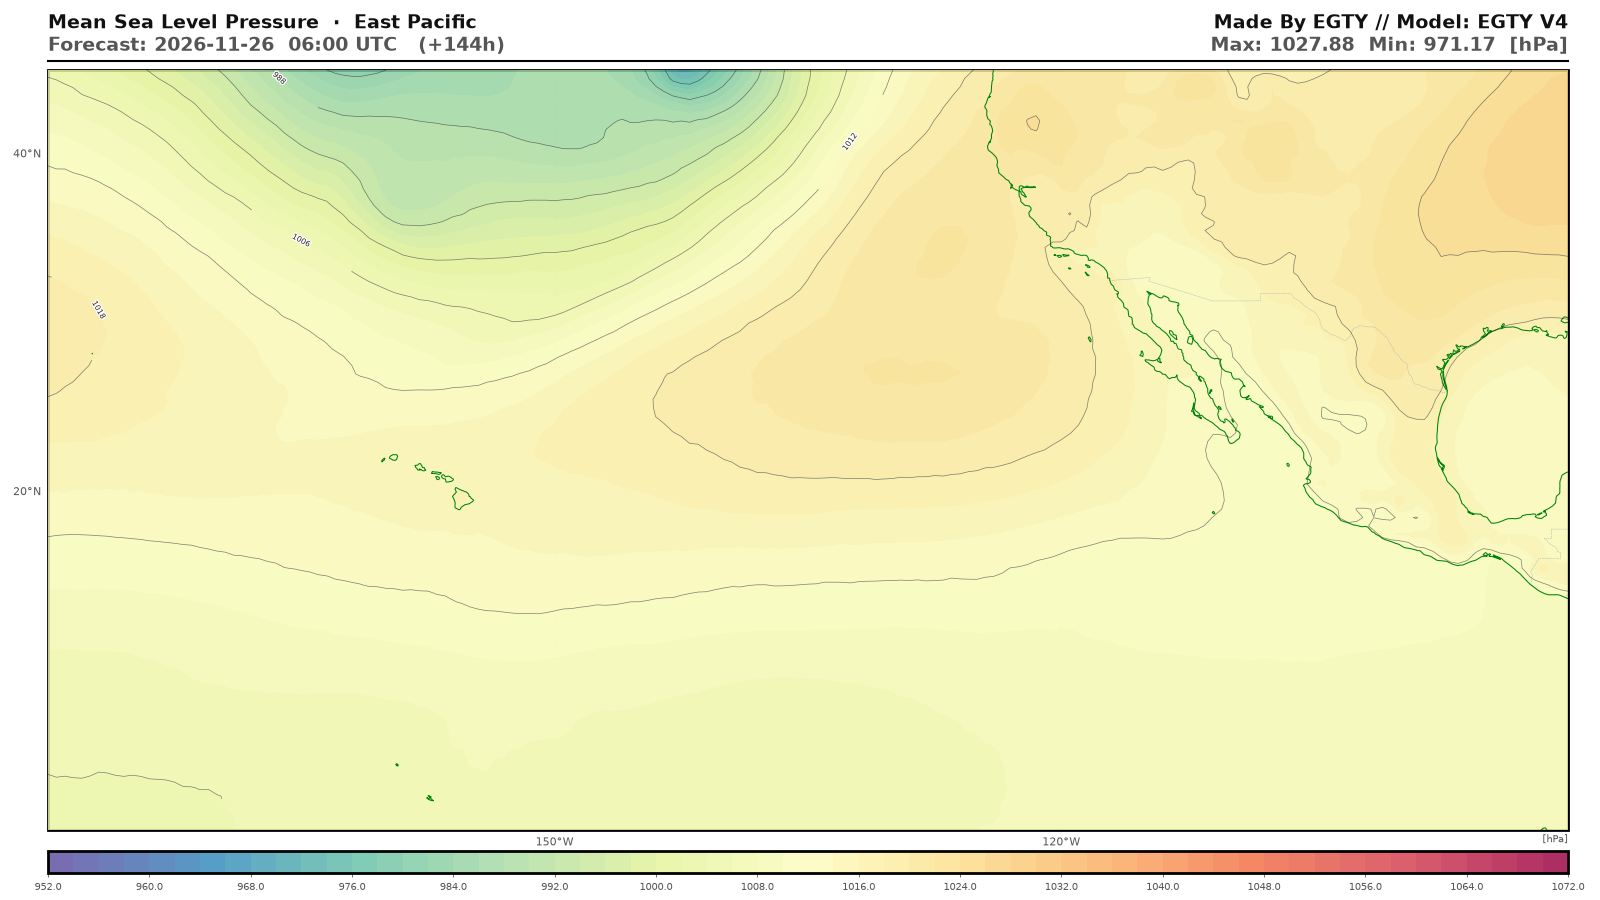 Mean Sea Level Pressure · East Pacific
Made By EGTY // Model: EGTY V4
Forecast: 2026-11-26 06:00 UTC (+144h)
Max: 1027.88 Min: 971.17 [hPa]
988
1012
40°N
1006
1018
20°N
150°W
120°W
[hPa]
952.0 960.0 968.0 976.0 984.0 992.0 1000.0 1008.0 1016.0 1024.0 1032.0 1040.0 1048.0 1056.0 1064.0 1072.0